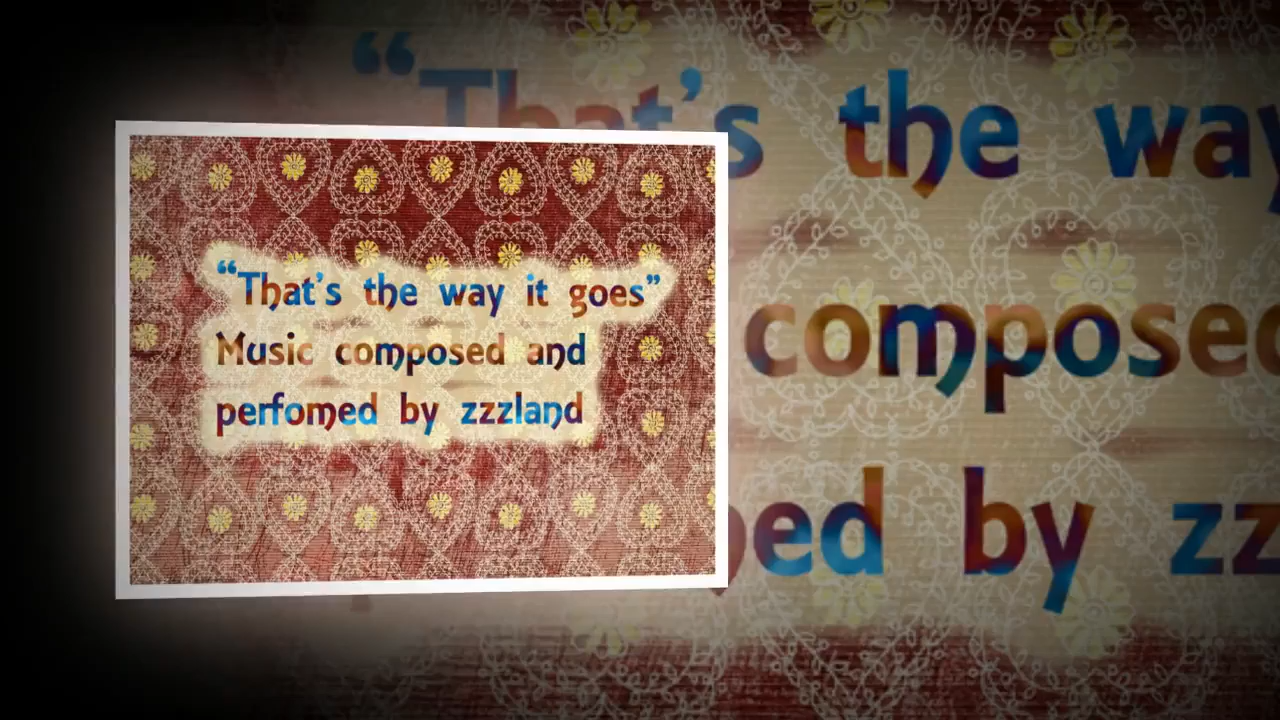 “That's the way it goes”
Music composed and
perfomed by zzzland
“That's the way
composed
ed by zz